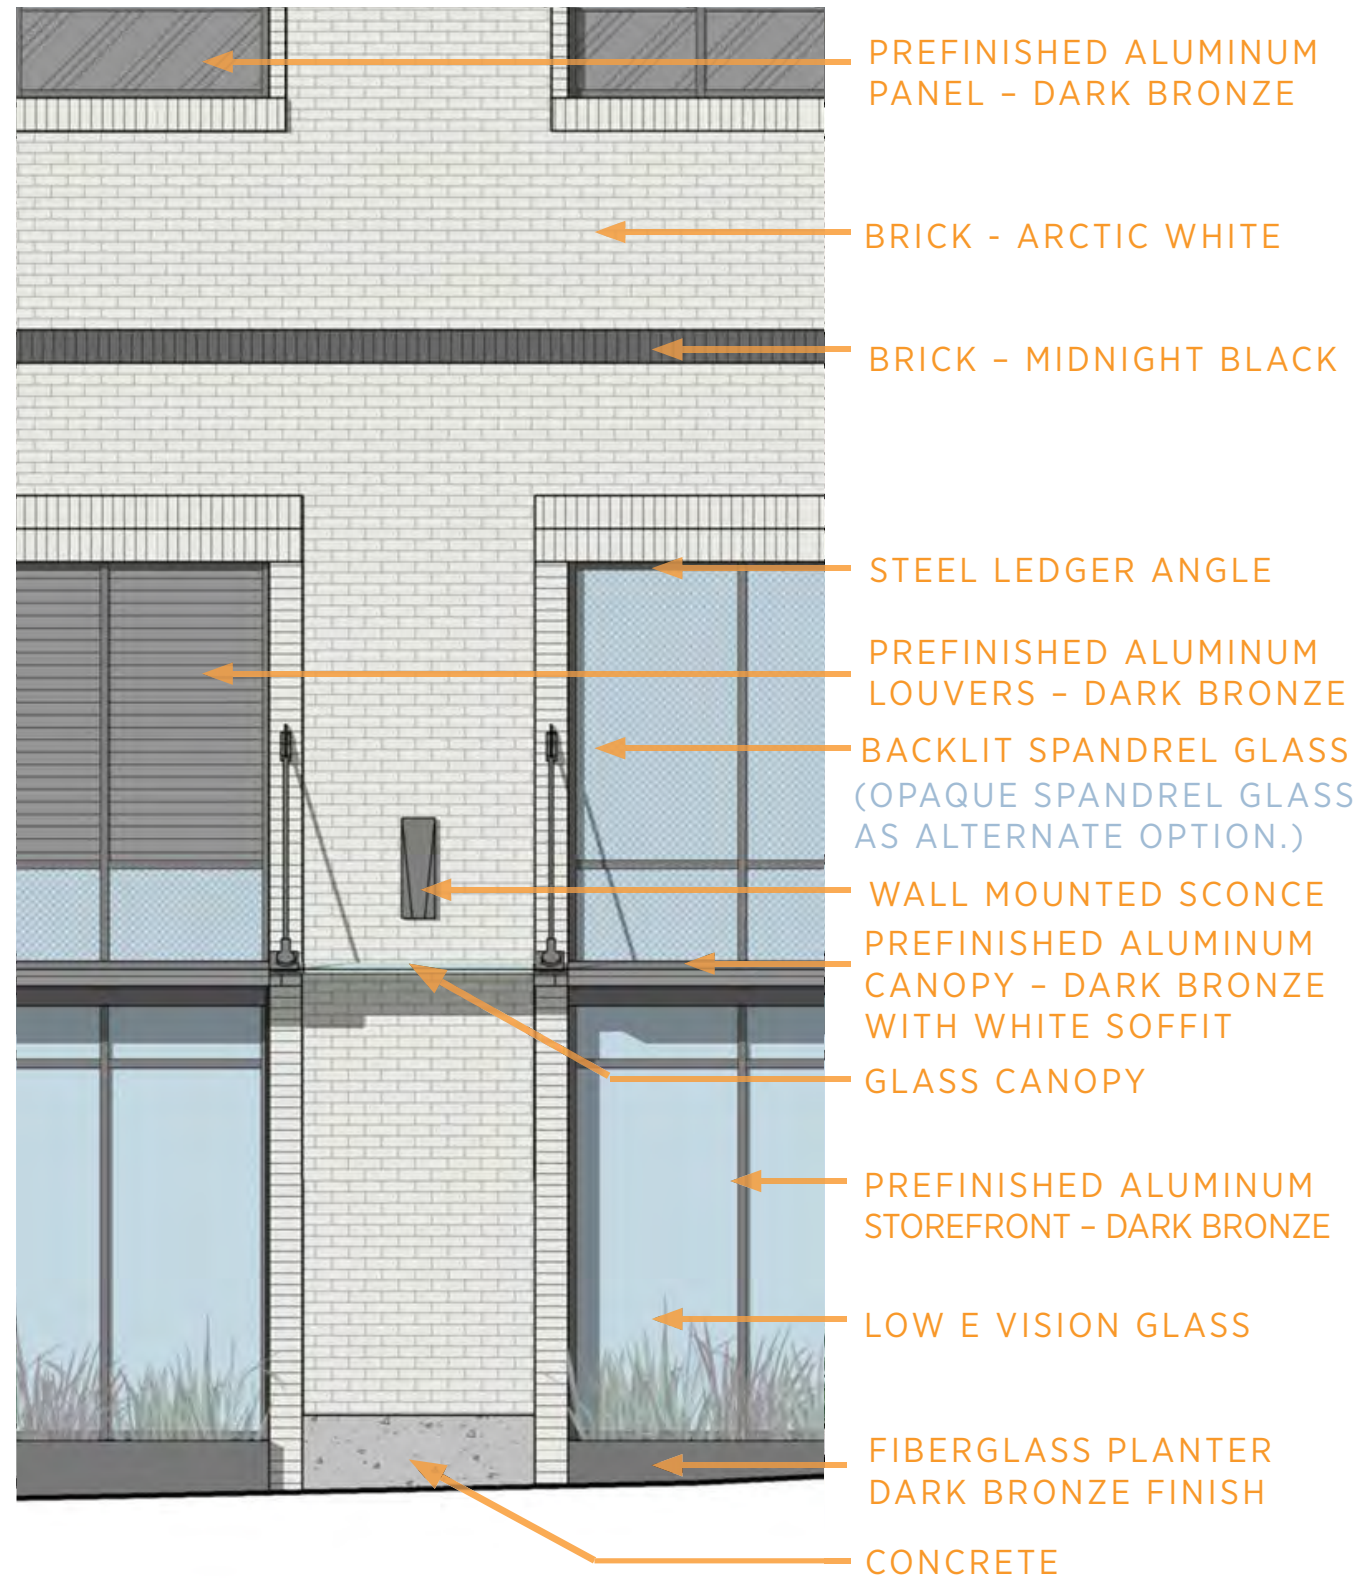 PREFINISHED ALUMINUM
PANEL – DARK BRONZE
BRICK - ARCTIC WHITE
BRICK – MIDNIGHT BLACK
STEEL LEDGER ANGLE
PREFINISHED ALUMINUM
LOUVERS – DARK BRONZE
BACKLIT SPANDREL GLASS
(OPAQUE SPANDREL GLASS
AS ALTERNATE OPTION.)
WALL MOUNTED SCONCE
PREFINISHED ALUMINUM
CANOPY – DARK BRONZE
WITH WHITE SOFFIT
GLASS CANOPY
PREFINISHED ALUMINUM
STOREFRONT – DARK BRONZE
LOW E VISION GLASS
FIBERGLASS PLANTER
DARK BRONZE FINISH
CONCRETE